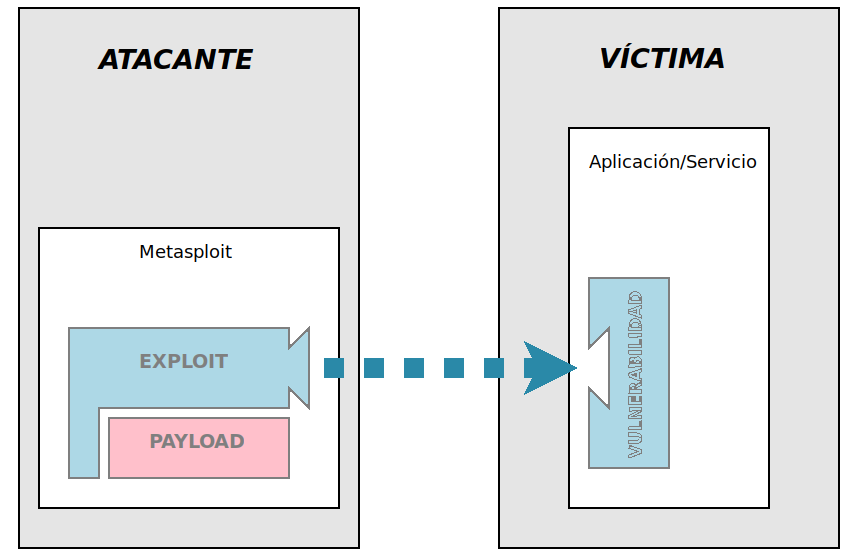 ATACANTE
VÍCTIMA
Aplicación/Servicio
Metasploit
EXPLOIT
PAYLOAD
VULNERABILIDAD